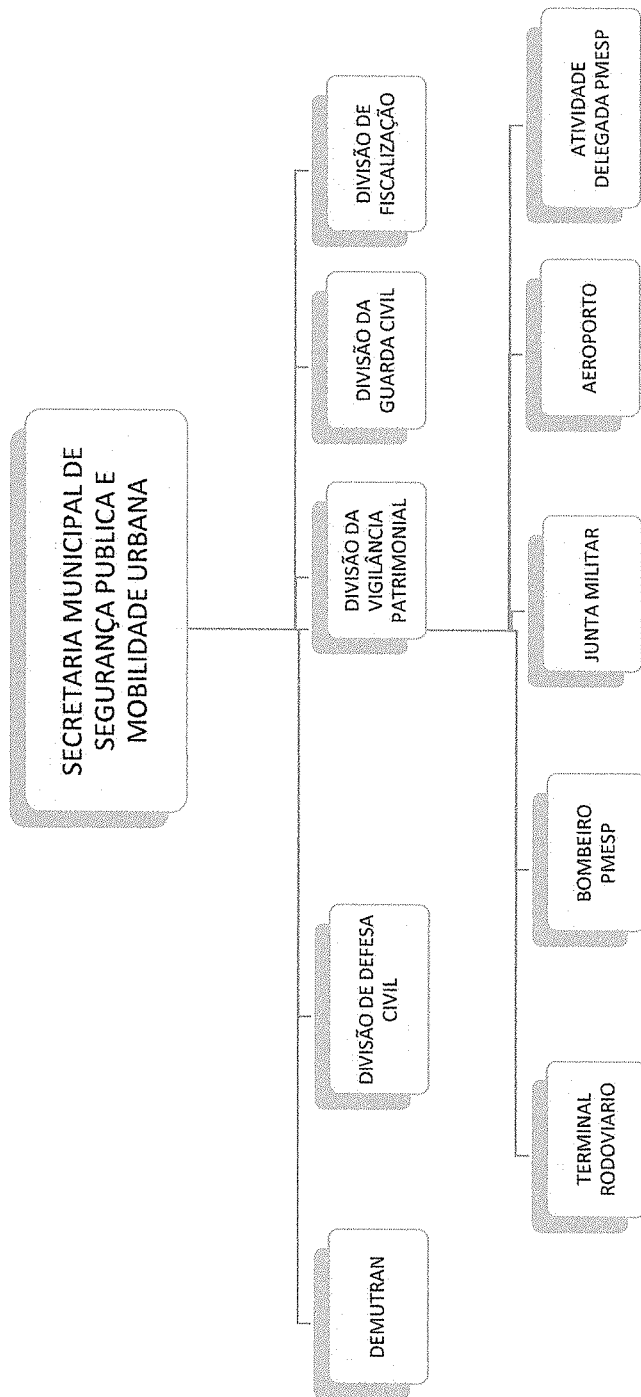 SECRETARIA MUNICIPAL DE
SEGURANÇA PUBLICA E
MOBILIDADE URBANA
DEMUTRAN
DIVISÃO DE DEFESA
CIVIL
DIVISÃO DA
VIGILÂNCIA
PATRIMONIAL
DIVISÃO DA
GUARDA CIVIL
DIVISÃO DE
FISCALIZAÇÃO
TERMINAL
RODOVIARIO
BOMBEIRO
PMESP
JUNTA MILITAR
AEROPORTO
ATIVIDADE
DELEGADA PMESP